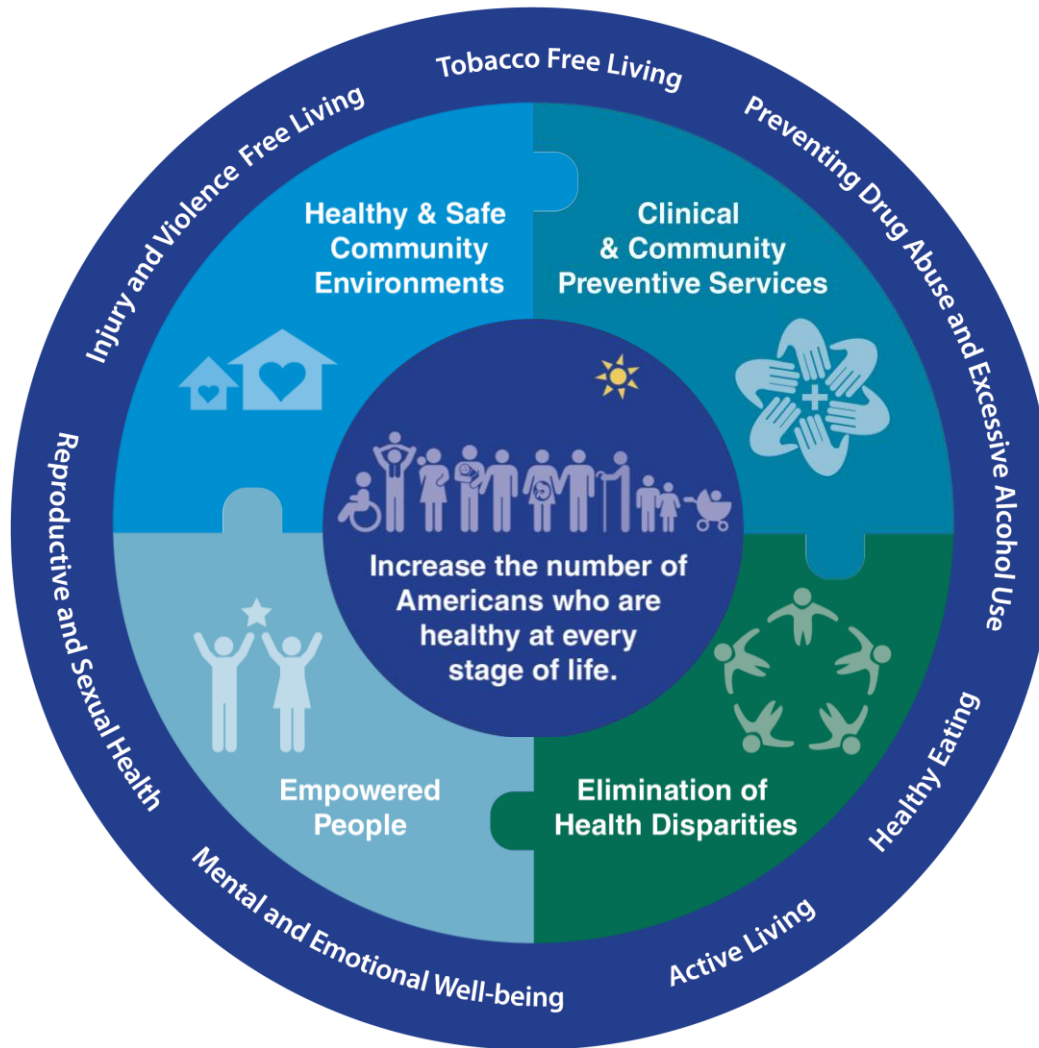 Tobacco Free Living
Preventing Drug Abuse and Excessive Alcohol Use
Healthy Eating
Active Living
Mental and Emotional Well-being
Reproductive and Sexual Health
Injury and Violence Free Living
Healthy & Safe
Community
Environments
Clinical
& Community
Preventive Services
Increase the number of
Americans who are
healthy at every
stage of life.
Empowered
People
Elimination of
Health Disparities